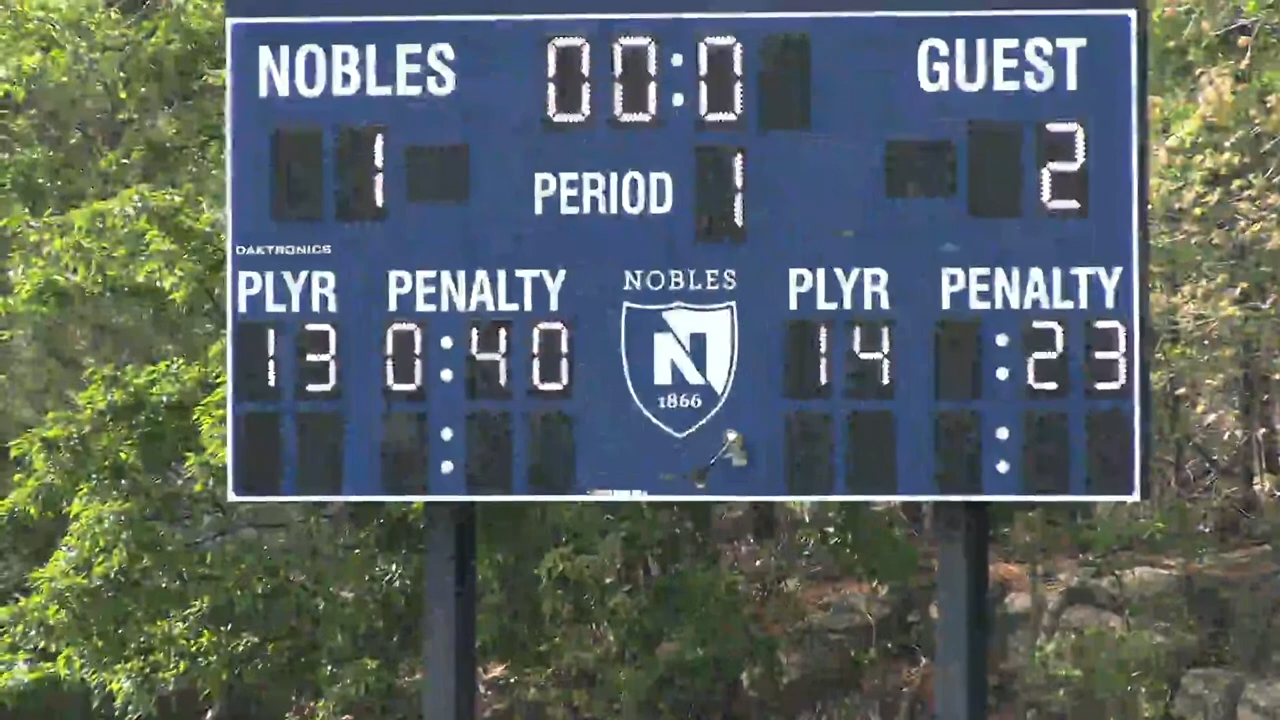 NOBLES 00:0 GUEST
1 PERIOD 1 2
DAKTRONICS
PLYR PENALTY NOBLES PLYR PENALTY
13 0:40 N 14 :23
1866
: :